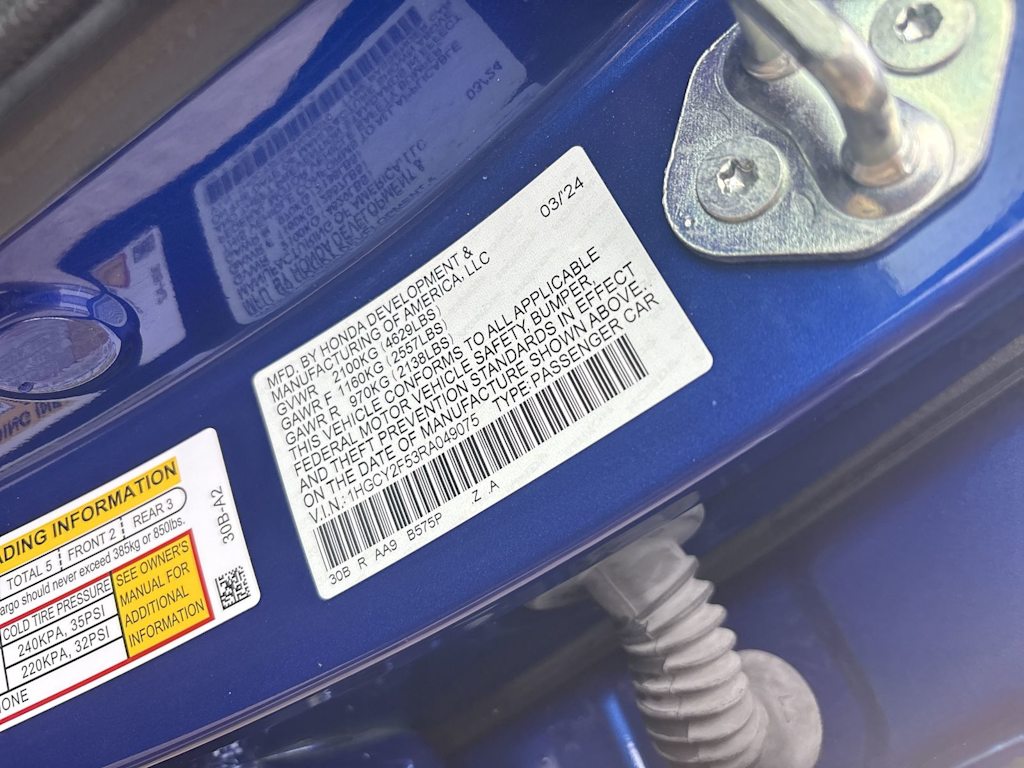 03/'24
MFD. BY HONDA DEVELOPMENT &
MANUFACTURING OF AMERICA, LLC
GVWR 2100KG (4629LBS)
GAWR F 1160KG (2557LBS)
GAWR R 970KG (2138LBS)
THIS VEHICLE CONFORMS TO ALL APPLICABLE
FEDERAL MOTOR VEHICLE SAFETY, BUMPER,
AND THEFT PREVENTION STANDARDS IN EFFECT
ON THE DATE OF MANUFACTURE SHOWN ABOVE.
V.I.N: 1HGCY2F53RA049075 TYPE: PASSENGER CAR
30B R AA9 B575P Z A
ADING INFORMATION
TOTAL 5 FRONT 2 REAR 3
argo should never exceed 385kg or 850lbs.
COLD TIRE PRESSURE
240KPA, 35PSI
220KPA, 32PSI
SEE OWNER'S
MANUAL FOR
ADDITIONAL
INFORMATION
ONE
30B-A2